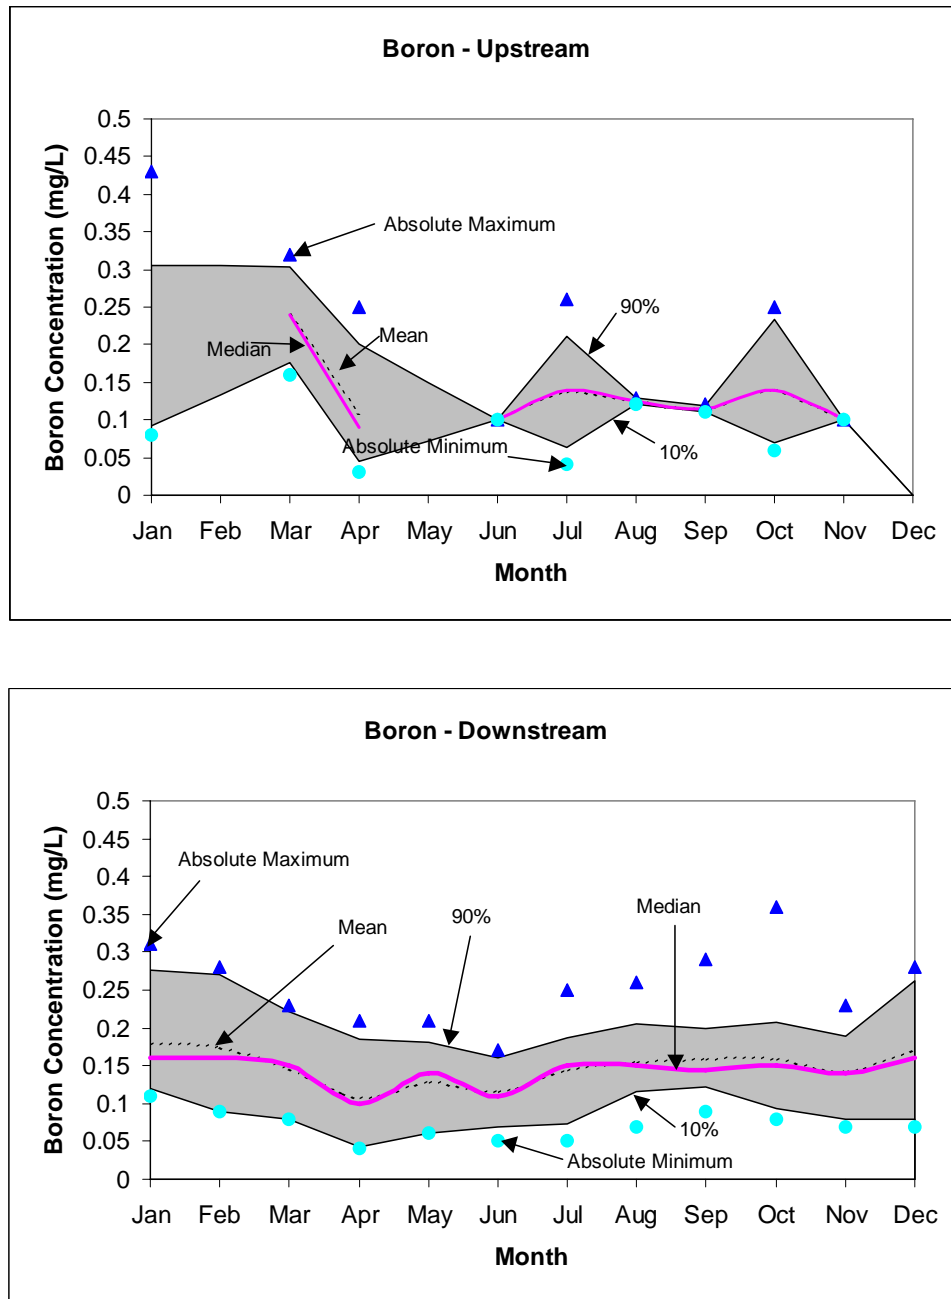 Boron - Upstream
Boron Concentration (mg/L)
0.5
0.45
0.4
0.35
0.3
0.25
0.2
0.15
0.1
0.05
0
Absolute Maximum
90%
Mean
Median
Absolute Minimum
10%
Jan Feb Mar Apr May Jun Jul Aug Sep Oct Nov Dec
Month
Boron - Downstream
Boron Concentration (mg/L)
0.5
0.45
0.4
0.35
0.3
0.25
0.2
0.15
0.1
0.05
0
Absolute Maximum
Median
90%
Mean
10%
Absolute Minimum
Jan Feb Mar Apr May Jun Jul Aug Sep Oct Nov Dec
Month